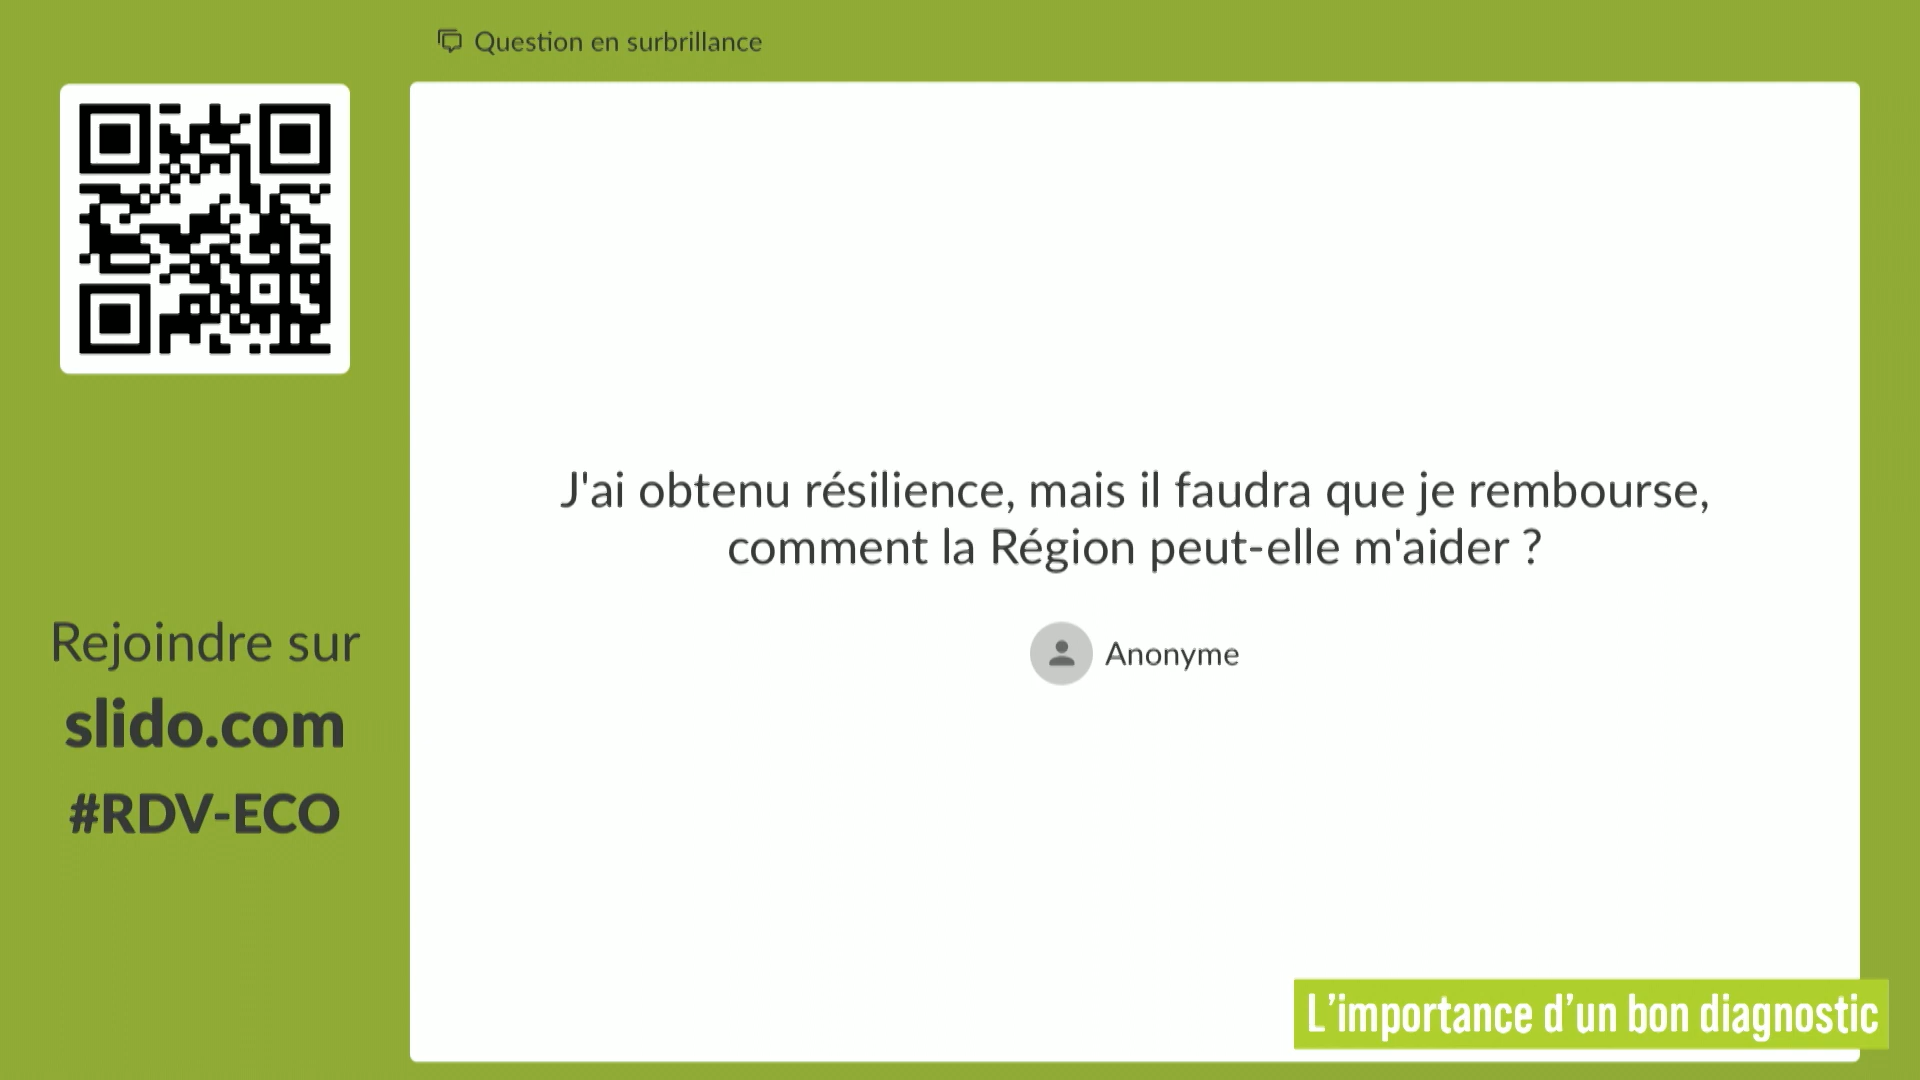 Question en surbrillance
J'ai obtenu résilience, mais il faudra que je rembourse,
comment la Région peut-elle m'aider ?
Anonyme
Rejoindre sur
slido.com
#RDV-ECO
L'importance d'un bon diagnostic